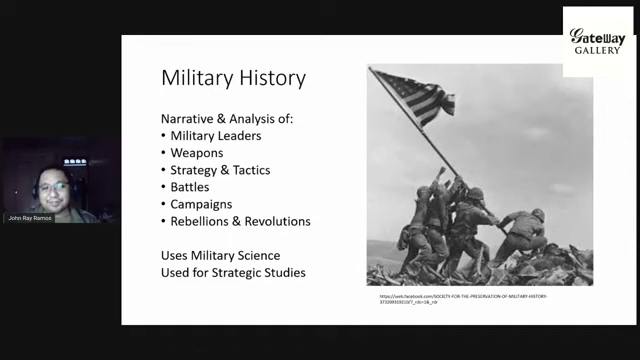 Gateway
GALLERY
Military History
Narrative & Analysis of:
• Military Leaders
• Weapons
• Strategy & Tactics
• Battles
• Campaigns
• Rebellions & Revolutions
Uses Military Science
Used for Strategic Studies
John Ray Ramos